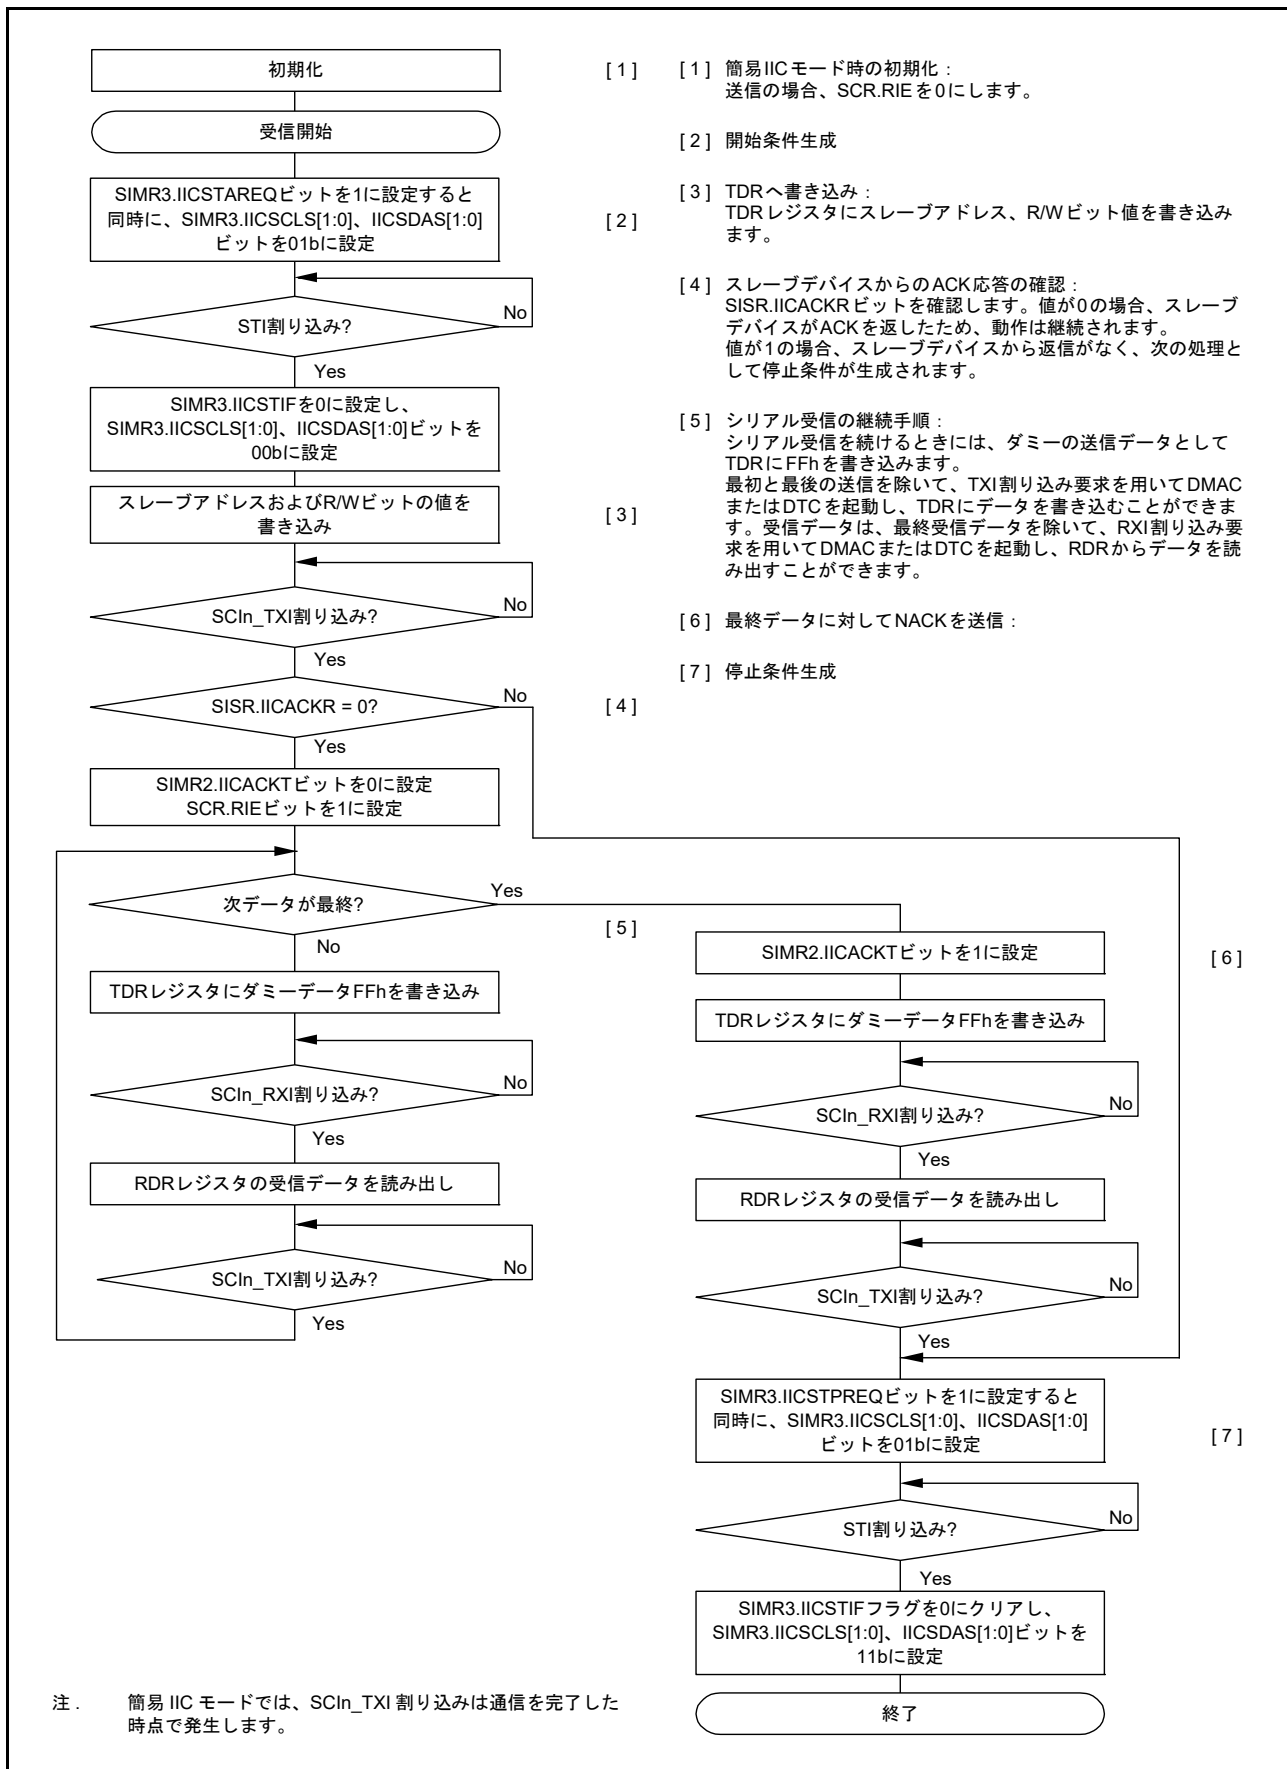 初期化
[ 1 ]
受信開始
SIMR3.IICSTAREQビットを1に設定すると
同時に、SIMR3.IICSCLS[1:0]、IICSDAS[1:0]
ビットを01bに設定
[ 2 ]
No
STI割り込み?
Yes
SIMR3.IICSTIFを0に設定し、
SIMR3.IICSCLS[1:0]、IICSDAS[1:0]ビットを
00bに設定
スレーブアドレスおよびR/Wビットの値を
書き込み
[ 3 ]
No
SCIn_TXI割り込み?
Yes
No
SISR.IICACKR = 0?
[ 4 ]
Yes
SIMR2.IICACKTビットを0に設定
SCR.RIEビットを1に設定
Yes
次データが最終?
[ 5 ]
No
TDRレジスタにダミーデータFFhを書き込み
No
SCIn_RXI割り込み?
Yes
RDRレジスタの受信データを読み出し
No
SCIn_TXI割り込み?
Yes
[ 1 ] 簡易IICモード時の初期化：
送信の場合、SCR.RIEを0にします。
[ 2 ] 開始条件生成
[ 3 ] TDRへ書き込み：
TDRレジスタにスレーブアドレス、R/Wビット値を書き込み
ます。
[ 4 ] スレーブデバイスからのACK応答の確認：
SISR.IICACKRビットを確認します。値が0の場合、スレーブ
デバイスがACKを返したため、動作は継続されます。
値が1の場合、スレーブデバイスから返信がなく、次の処理と
して停止条件が生成されます。
[ 5 ] シリアル受信の継続手順：
シリアル受信を続けるときには、ダミーの送信データとして
TDRにFFhを書き込みます。
最初と最後の送信を除いて、TXI割り込み要求を用いてDMAC
またはDTCを起動し、TDRにデータを書き込むことができま
す。受信データは、最終受信データを除いて、RXI割り込み要
求を用いてDMACまたはDTCを起動し、RDRからデータを読
み出すことができます。
[ 6 ] 最終データに対してNACKを送信：
[ 7 ] 停止条件生成
SIMR2.IICACKTビットを1に設定
[ 6 ]
TDRレジスタにダミーデータFFhを書き込み
No
SCIn_RXI割り込み?
Yes
RDRレジスタの受信データを読み出し
No
SCIn_TXI割り込み?
Yes
SIMR3.IICSTPREQビットを1に設定すると
同時に、SIMR3.IICSCLS[1:0]、IICSDAS[1:0]
ビットを01bに設定
[ 7 ]
No
STI割り込み?
Yes
SIMR3.IICSTIFフラグを0にクリアし、
SIMR3.IICSCLS[1:0]、IICSDAS[1:0]ビットを
11bに設定
終了
注． 簡易 IIC モードでは、SCIn_TXI 割り込みは通信を完了した
時点で発生します。